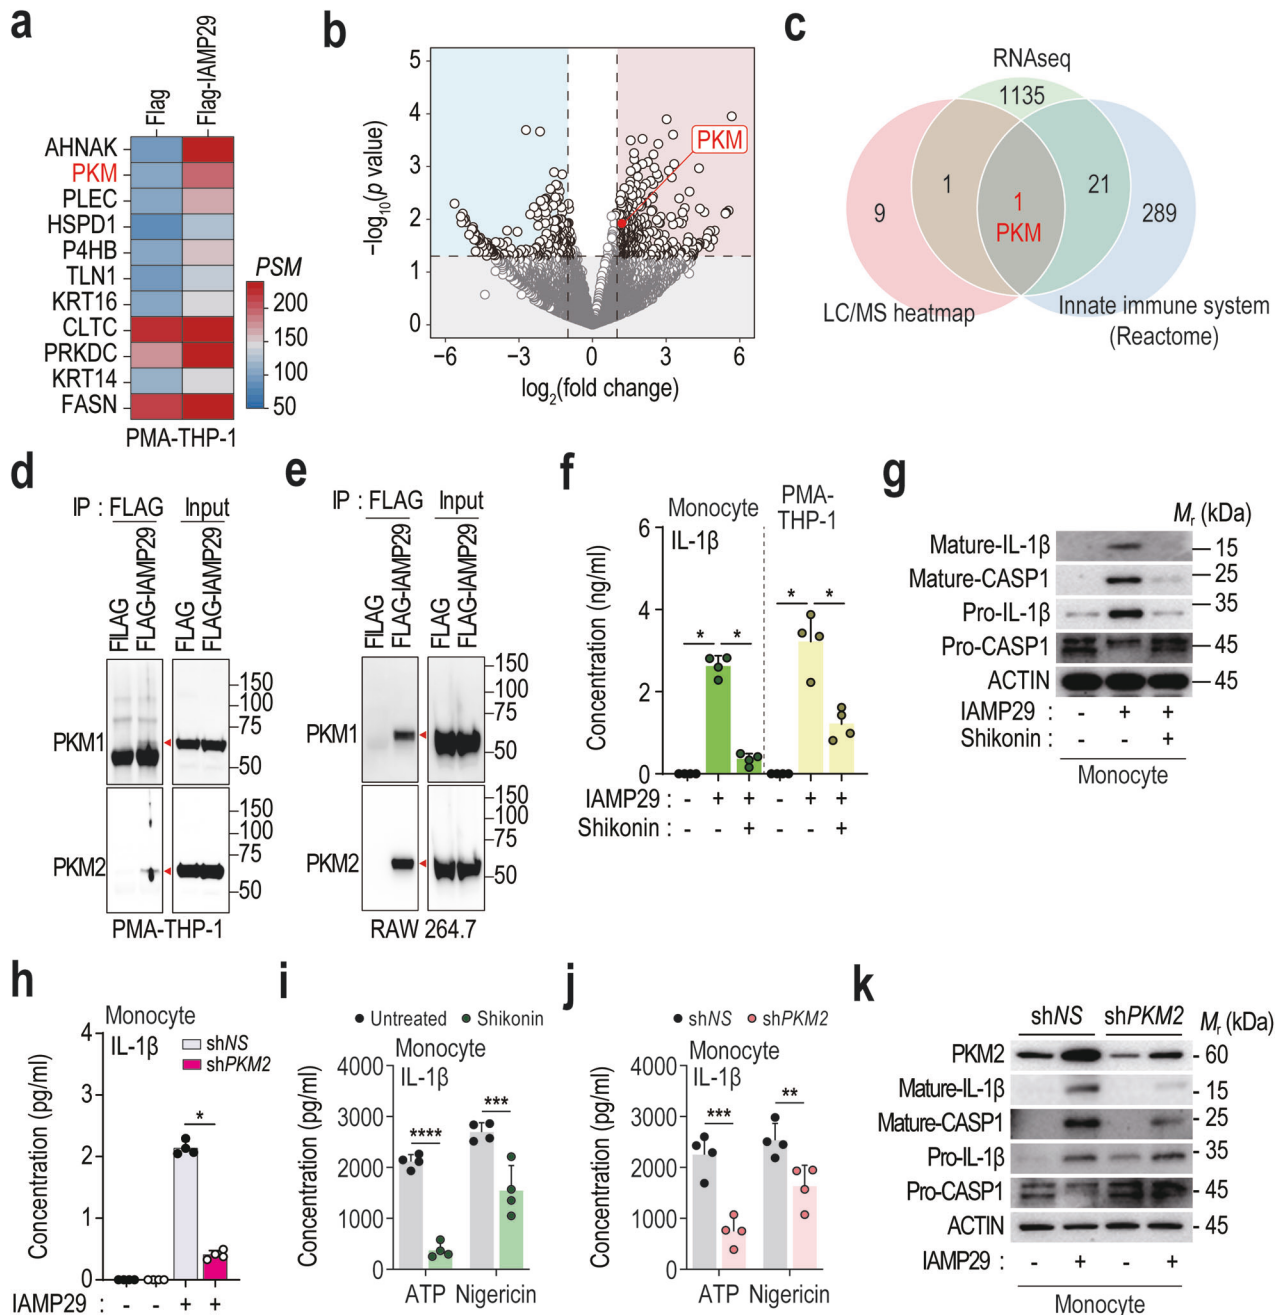 a
Flag
Flag-IAMP29
AHNAK
PKM
PLEC
HSPD1
P4HB
TLN1
KRT16
CLTC
PRKDC
KRT14
FASN
PSM
200
150
100
50
PMA-THP-1
b
5
4
3
2
1
0
−log10(p value)
PKM
−6 −3 0 3 6
log2(fold change)
c
RNAseq
1135
9
1
1
PKM
21
289
LC/MS heatmap
Innate immune system
(Reactome)
d
IP : FLAG Input
FILAG
FLAG-IAMP29
FLAG
FLAG-IAMP29
150
100
75
50
PKM1
150
100
75
50
PKM2
PMA-THP-1
e
IP : FLAG Input
FILAG
FLAG-IAMP29
FLAG
FLAG-IAMP29
150
100
75
50
PKM1
150
100
75
50
PKM2
RAW 264.7
f
Monocyte
IL-1β
PMA-
THP-1
Concentration (ng/ml)
6
4
2
0
* * * *
IAMP29 : - + + - + +
Shikonin : - - + - - +
g
Mr (kDa)
Mature-IL-1β 15
Mature-CASP1 25
Pro-IL-1β 35
Pro-CASP1 45
ACTIN 45
IAMP29 : - + +
Shikonin : - - +
Monocyte
h
Monocyte
IL-1β
shNS
shPKM2
Concentration (pg/ml)
4
3
2
1
0
*
IAMP29 : - - + +
i
Untreated Shikonin
Monocyte
IL-1β
Concentration (pg/ml)
4000
3000
2000
1000
0
**** ***
ATP Nigericin
j
shNS shPKM2
Monocyte
IL-1β
Concentration (pg/ml)
4000
3000
2000
1000
0
*** **
ATP Nigericin
k
shNS shPKM2 Mr (kDa)
PKM2 60
Mature-IL-1β 15
Mature-CASP1 25
Pro-IL-1β 35
Pro-CASP1 45
ACTIN 45
IAMP29 : - + - +
Monocyte